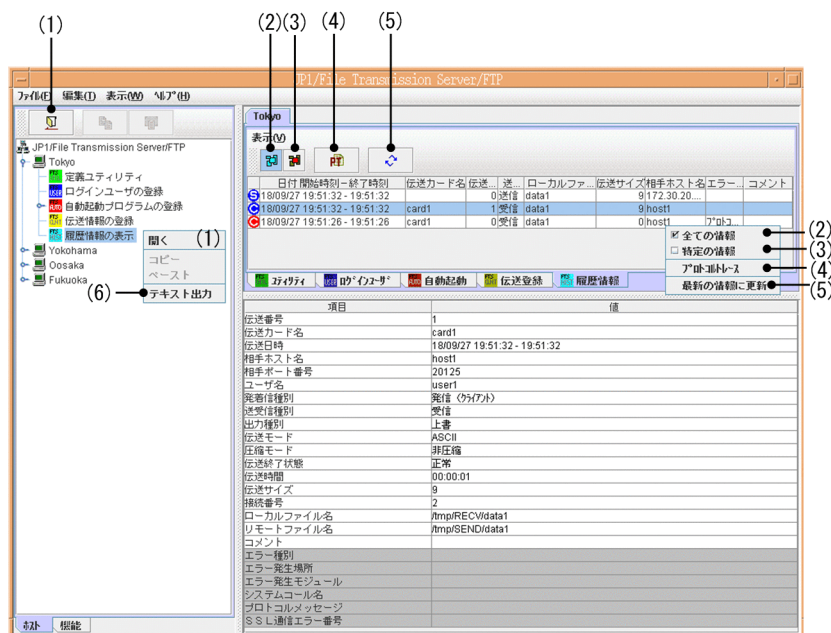 (1)
(2)(3)
(4)
(5)
JP1/File Transmission Server/FTP
ファイル(F) 編集(T) 表示(W) ヘルプ(H)
JP1/File Transmission Server/FTP
Tokyo
定義ユティリティ
ログインユーザの登録
自動起動プログラムの登録
伝送情報の登録
履歴情報の表示
Yokohama
Oosaka
Fukuoka
開く (1)
コピー
ペースト
(6) テキスト出力
ホスト 機能
Tokyo
表示(V)
日付 開始時刻－終了時刻 伝送カード名 伝送... 送... ローカルファ... 伝送サイズ 相手ホスト名 エラー... コメント
S 18/09/27 19:51:32 - 19:51:32 0 送信 data1 9 172.30.20....
C 18/09/27 19:51:32 - 19:51:32 card1 1 受信 data1 9 host1
C 18/09/27 19:51:26 - 19:51:26 card1 0 受信 data1 0 host1 プロトコ...
全ての情報 (2)
特定の情報 (3)
プロトコルトレース (4)
最新の情報に更新 (5)
ユティリティ ログインユーザ 自動起動 伝送登録 履歴情報
項目 値
伝送番号 1
伝送カード名 card1
伝送日時 18/09/27 19:51:32 - 19:51:32
相手ホスト名 host1
相手ポート番号 20125
ユーザ名 user1
発着信種別 発信（クライアント）
送受信種別 受信
出力種別 上書
伝送モード ASCII
圧縮モード 非圧縮
伝送終了状態 正常
伝送時間 00:00:01
伝送サイズ 9
接続番号 2
ローカルファイル名 /tmp/RECV/data1
リモートファイル名 /tmp/SEND/data1
コメント
エラー種別
エラー発生場所
エラー発生モジュール
システムコール名
プロトコルメッセージ
ＳＳＬ通信エラー番号